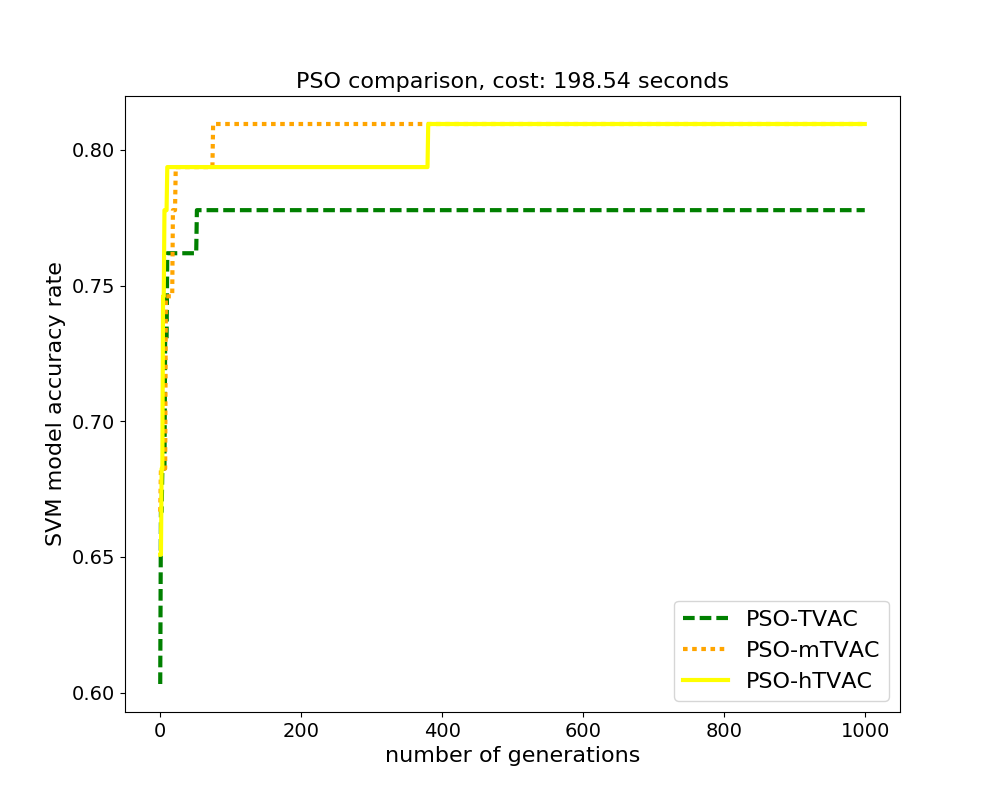 PSO comparison, cost: 198.54 seconds
SVM model accuracy rate
0.80
0.75
0.70
0.65
0.60
0 200 400 600 800 1000
number of generations
PSO-TVAC
PSO-mTVAC
PSO-hTVAC